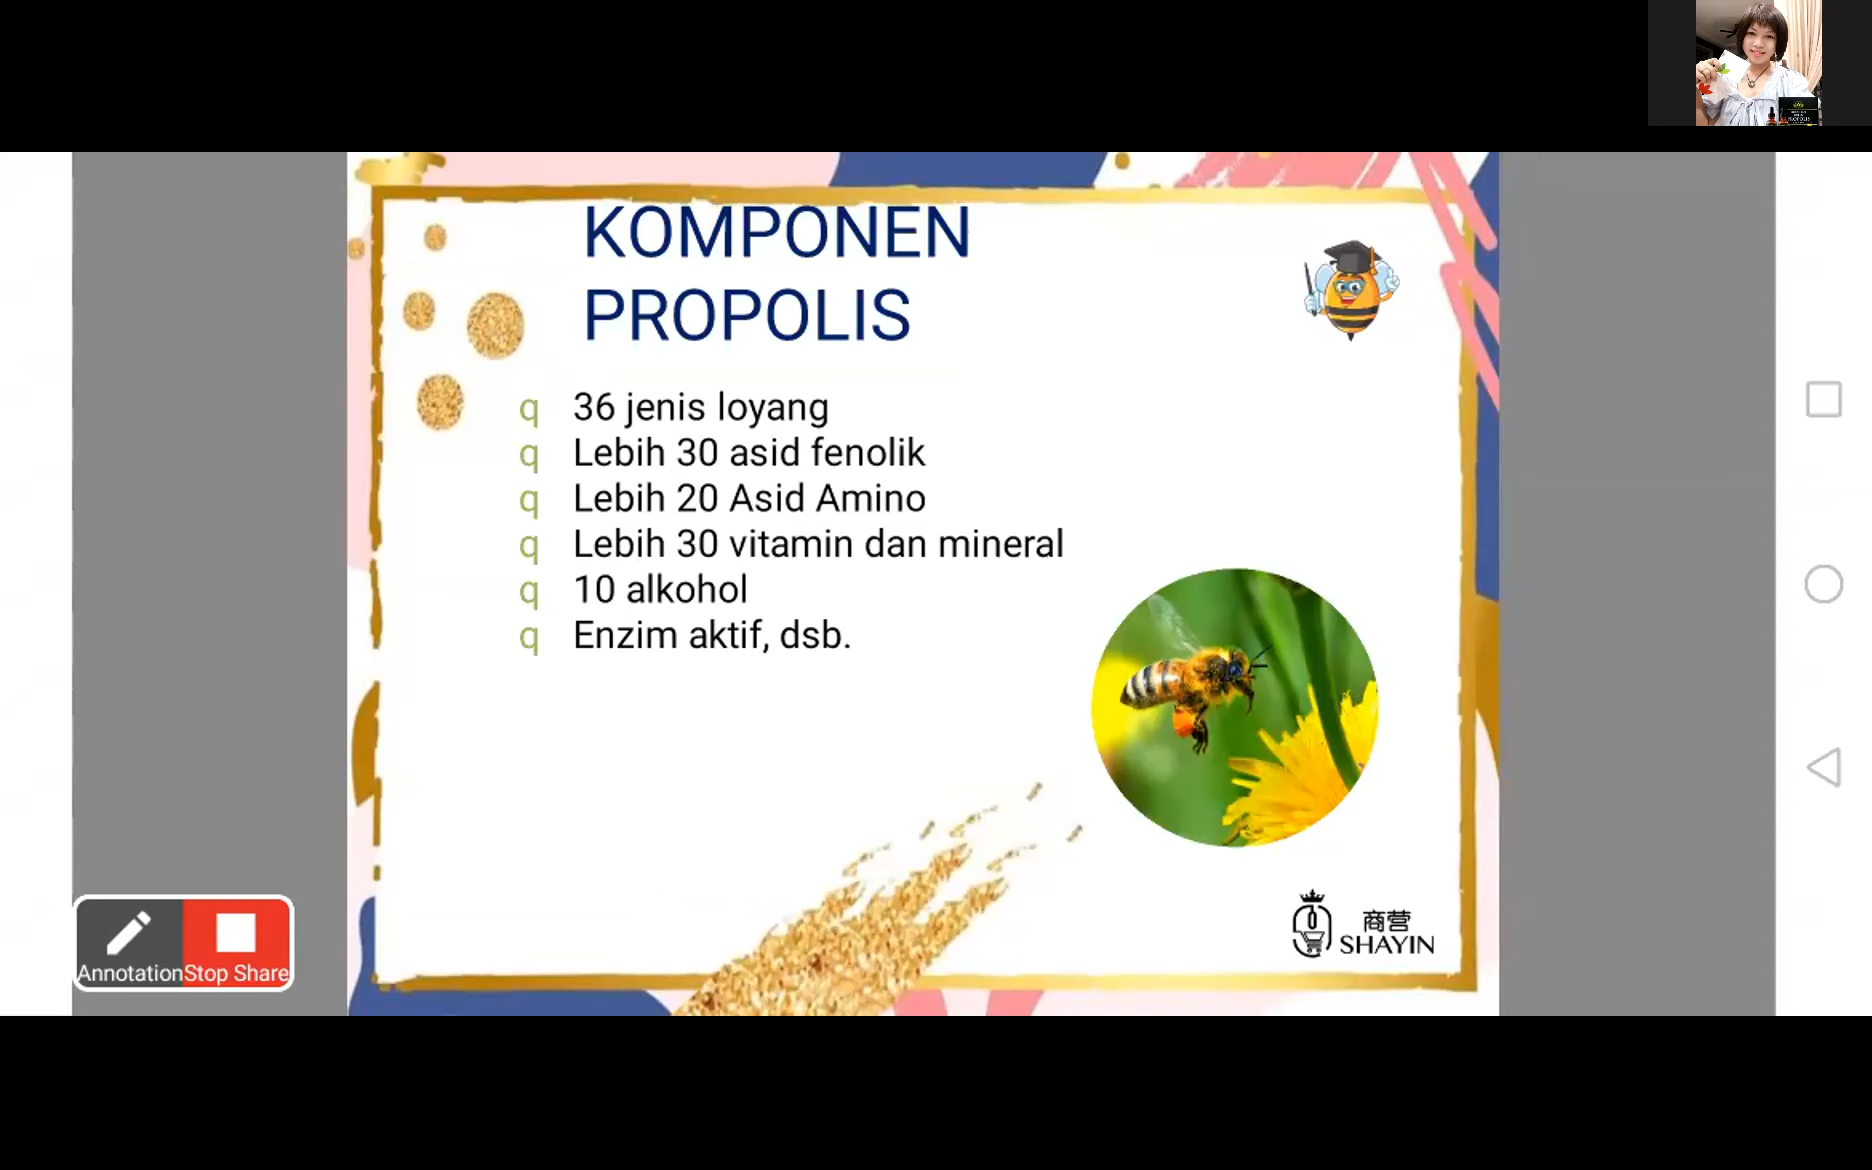 KOMPONEN
PROPOLIS
q 36 jenis loyang
q Lebih 30 asid fenolik
q Lebih 20 Asid Amino
q Lebih 30 vitamin dan mineral
q 10 alkohol
q Enzim aktif, dsb.
商营
SHAYIN
Annotation Stop Share
PROPOLIS